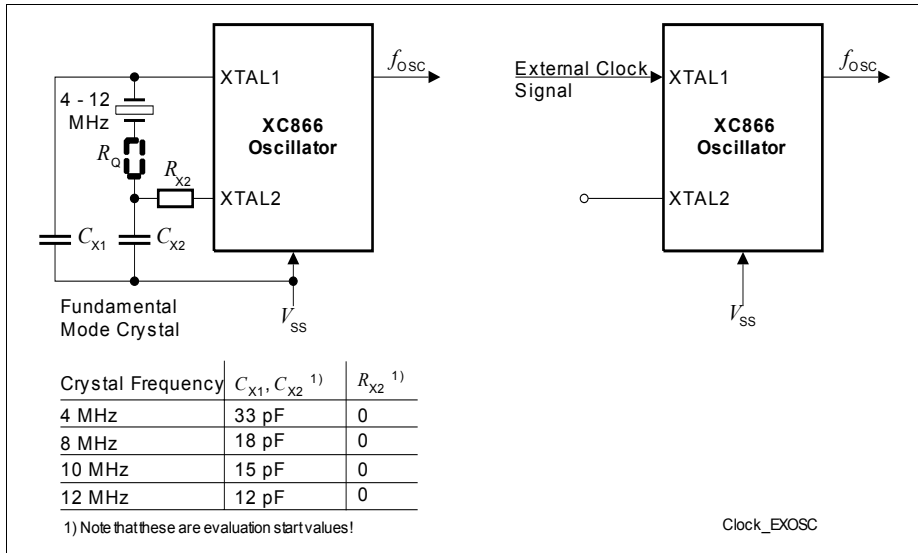 XTAL1
f_OSC
4 - 12
MHz
XC866
Oscillator
R_Q
R_X2
XTAL2
C_X1
C_X2
Fundamental
Mode Crystal
V_SS
External Clock
Signal
XTAL1
f_OSC
XC866
Oscillator
XTAL2
V_SS
Crystal Frequency C_X1, C_X2 1) R_X2 1)
4 MHz 33 pF 0
8 MHz 18 pF 0
10 MHz 15 pF 0
12 MHz 12 pF 0
1) Note that these are evaluation start values!
Clock_EXOSC